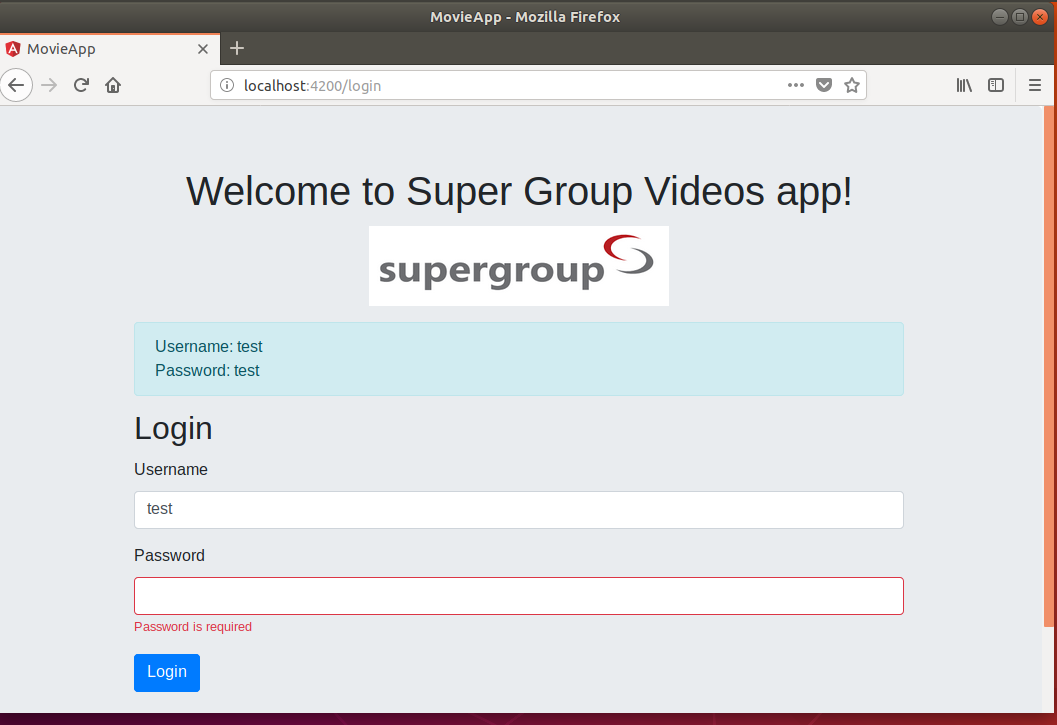 MovieApp - Mozilla Firefox
MovieApp
localhost:4200/login
Welcome to Super Group Videos app!
supergroup
Username: test
Password: test
Login
Username
test
Password
Password is required
Login